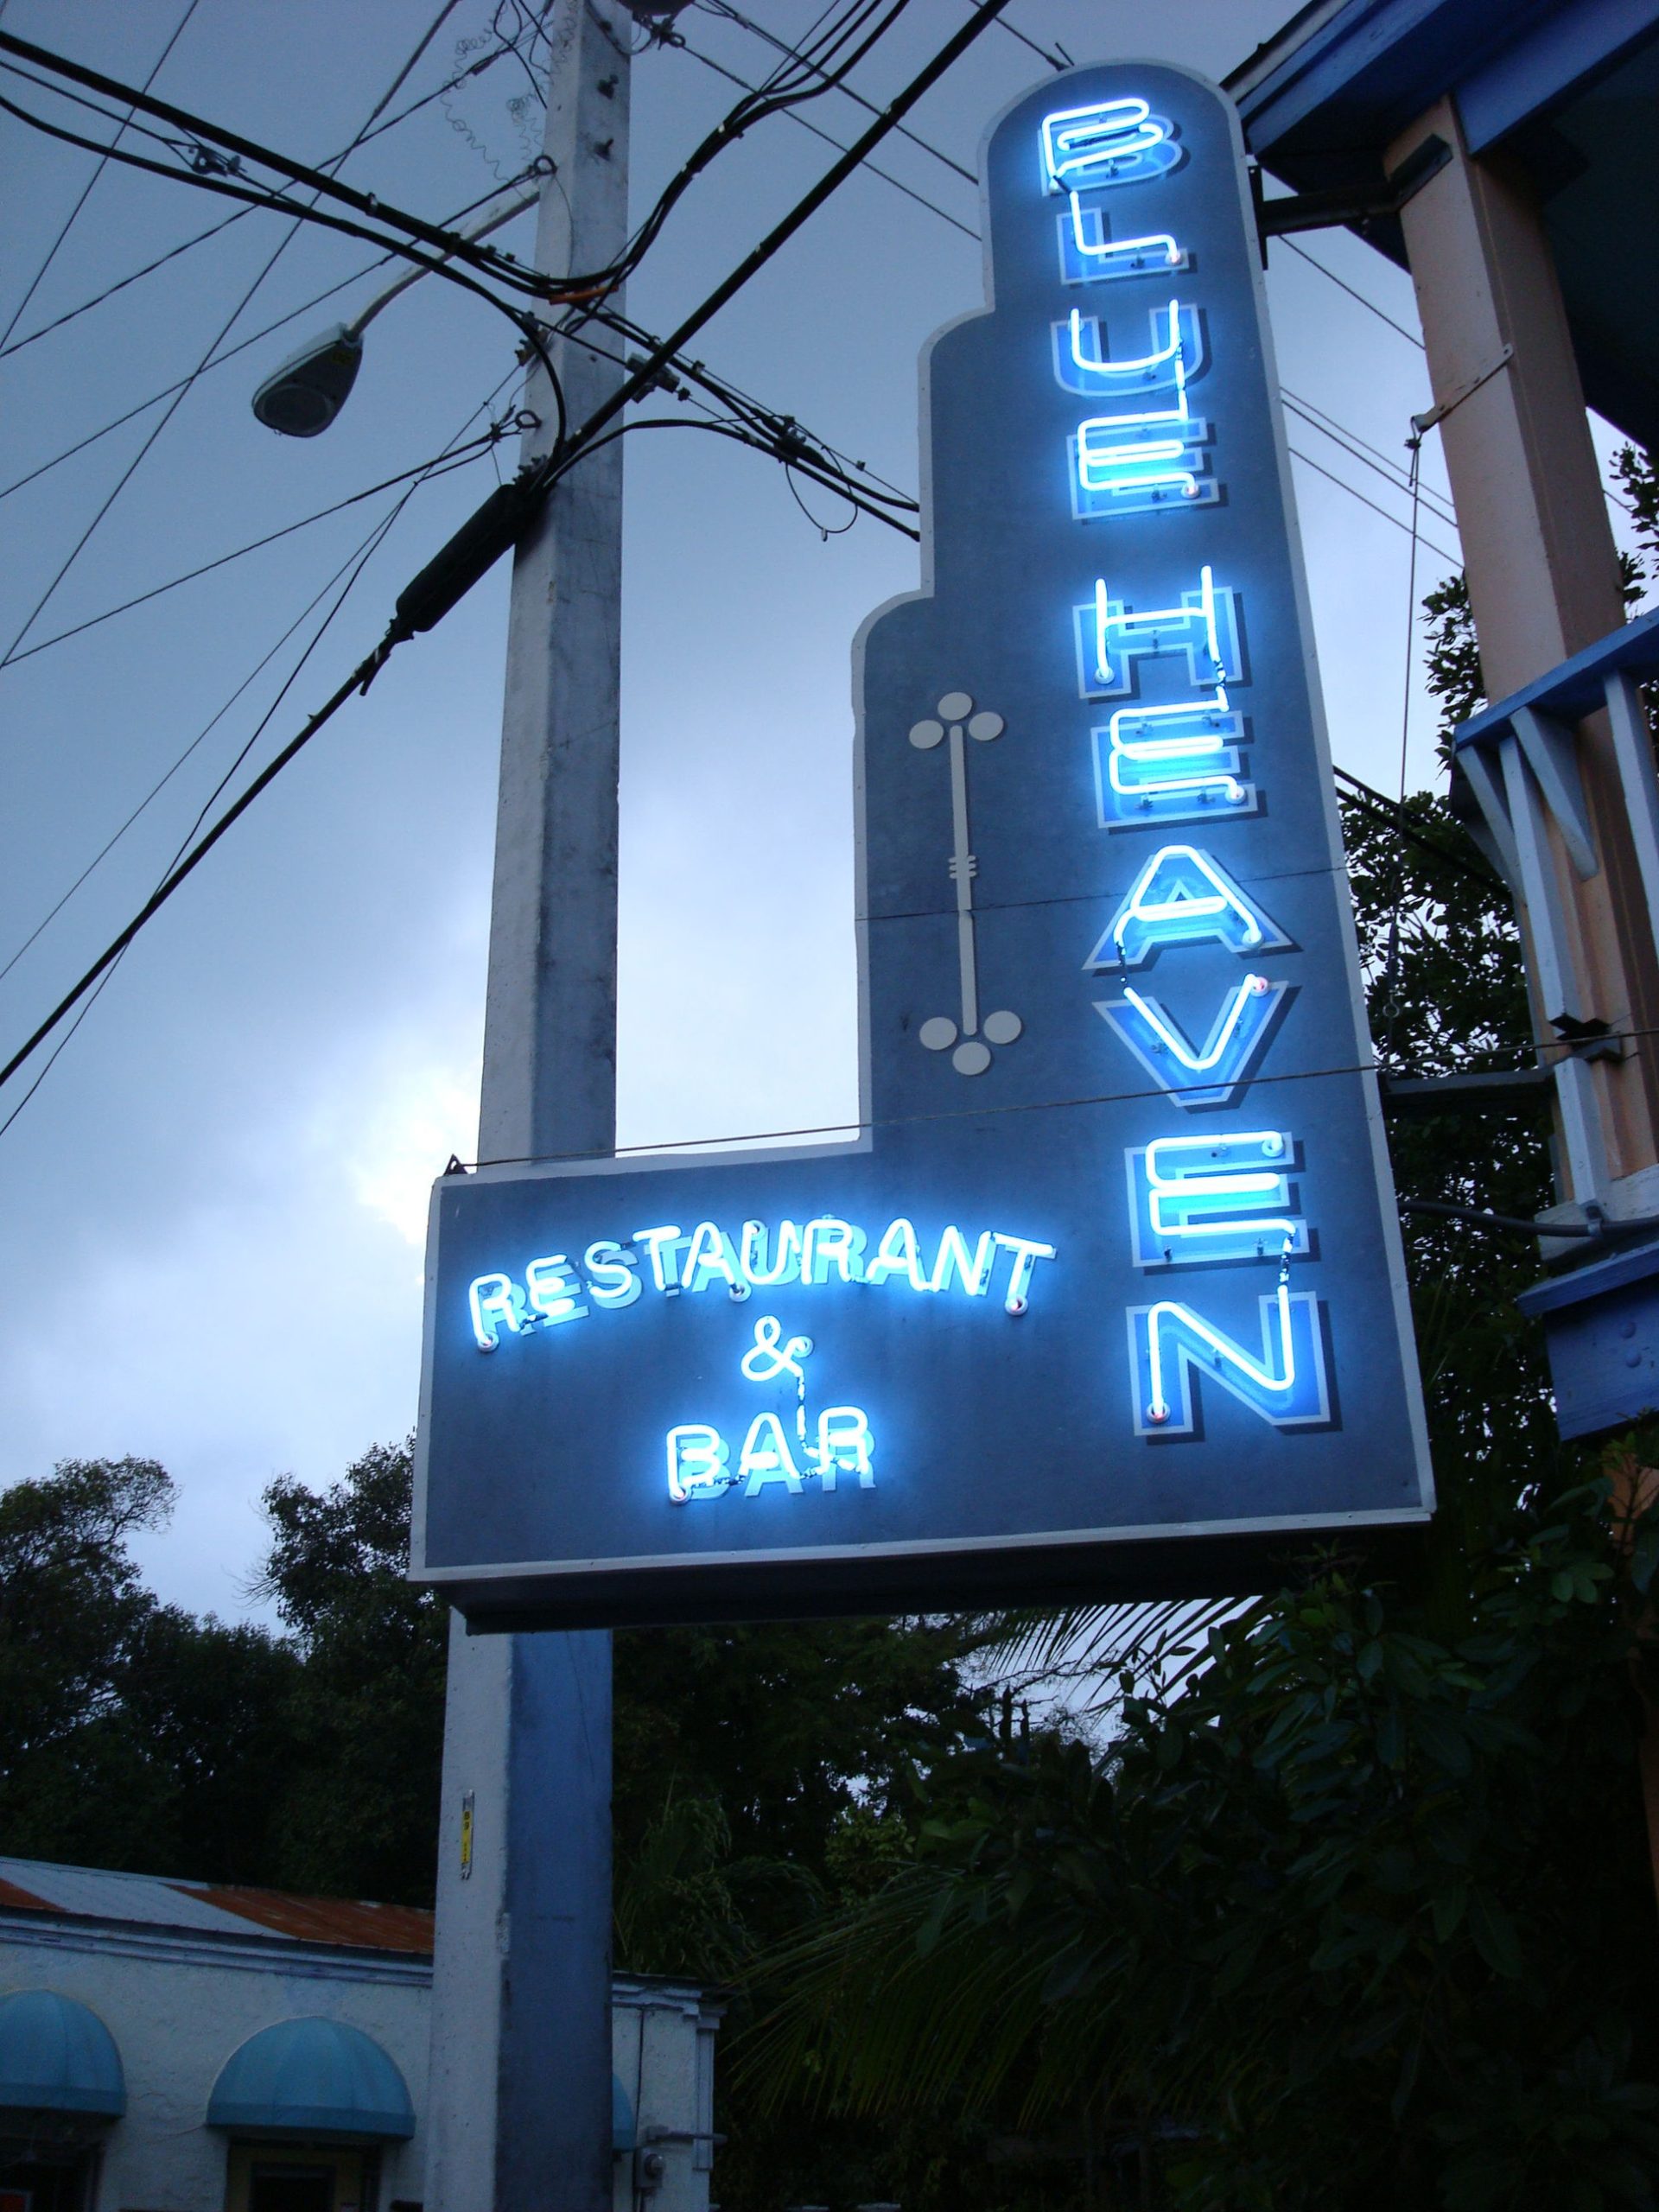 BLUE HEAVEN
RESTAURANT
&
BAR